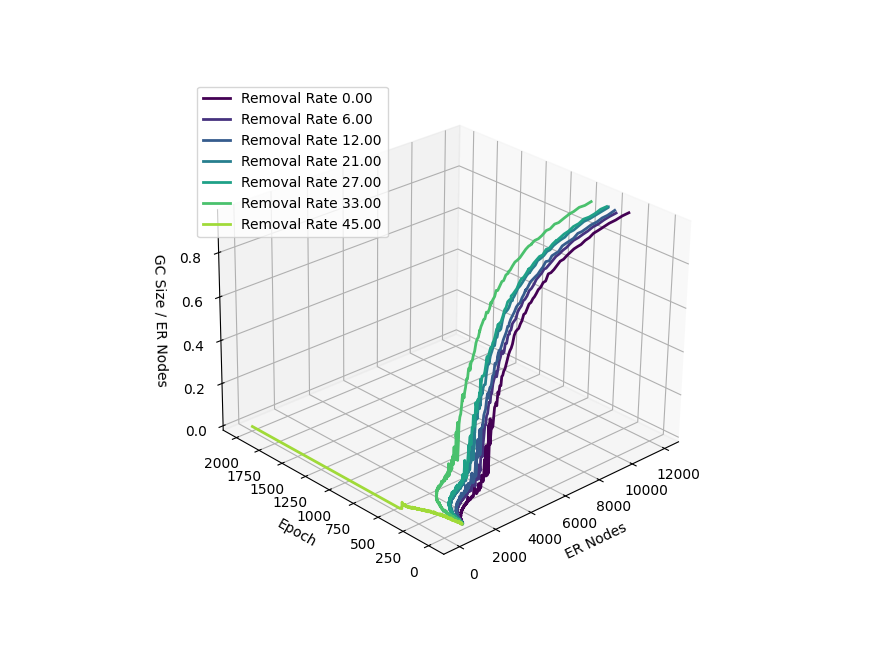 Removal Rate 0.00
Removal Rate 6.00
Removal Rate 12.00
Removal Rate 21.00
Removal Rate 27.00
Removal Rate 33.00
Removal Rate 45.00
GC Size / ER Nodes
0.8
0.6
0.4
0.2
0.0
2000
1750
1500
1250
1000
750
500
250
0
Epoch
0
2000
4000
6000
8000
10000
12000
ER Nodes